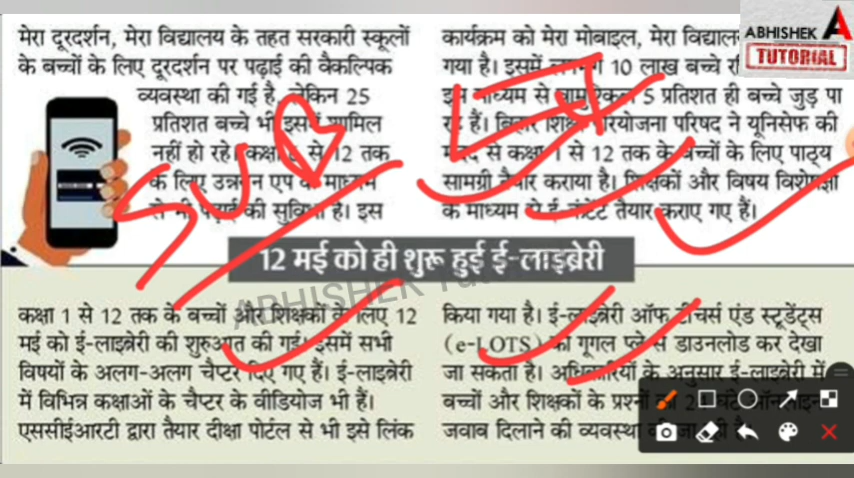 मेरा दूरदर्शन, मेरा विद्यालय के तहत सरकारी स्कूलों
के बच्चों के लिए दूरदर्शन पर पढ़ाई की वैकल्पिक
व्यवस्था की गई है लेकिन 25
प्रतिशत बच्चे भी इसमें शामिल
नहीं हो रहे। कक्षा से 12 तक
के लिए उन्नयन एप के माध्यम
से भी पढ़ाई की सुविधा है। इस
कार्यक्रम को मेरा मोबाइल, मेरा
गया है। इसमें 10 लाख बच्चे
इस माध्यम से 5 प्रतिशत ही बच्चे जुड़ पा
रहे हैं। बिहार शिक्षा परियोजना परिषद ने यूनिसेफ की
मदद से कक्षा 1 से 12 तक के बच्चों के लिए पाठ्य
सामग्री तैयार कराया है। शिक्षकों और विषय विशेषज्ञों
के माध्यम से ई कंटेंट तैयार कराए गए हैं।
12 मई को ही शुरू हुई ई-लाइब्रेरी
कक्षा 1 से 12 तक के बच्चों और शिक्षकों के लिए 12
मई को ई-लाइब्रेरी की शुरुआत की गई। इसमें सभी
विषयों के अलग-अलग चैप्टर दिए गए हैं। ई-लाइब्रेरी
में विभिन्न कक्षाओं के चैप्टर के वीडियोज भी हैं।
एससीईआरटी द्वारा तैयार दीक्षा पोर्टल से भी इसे लिंक
किया गया है। ई-लाइब्रेरी ऑफ टीचर्स एंड स्टूडेंट्स
(e-LOTS) को गूगल प्ले से डाउनलोड कर देखा
जा सकता है। अधिकारियों के अनुसार ई-लाइब्रेरी में
बच्चों और शिक्षकों के प्रश्नों
जवाब दिलाने की व्यवस्था
ABHISHEK
TUTORIAL
SUB